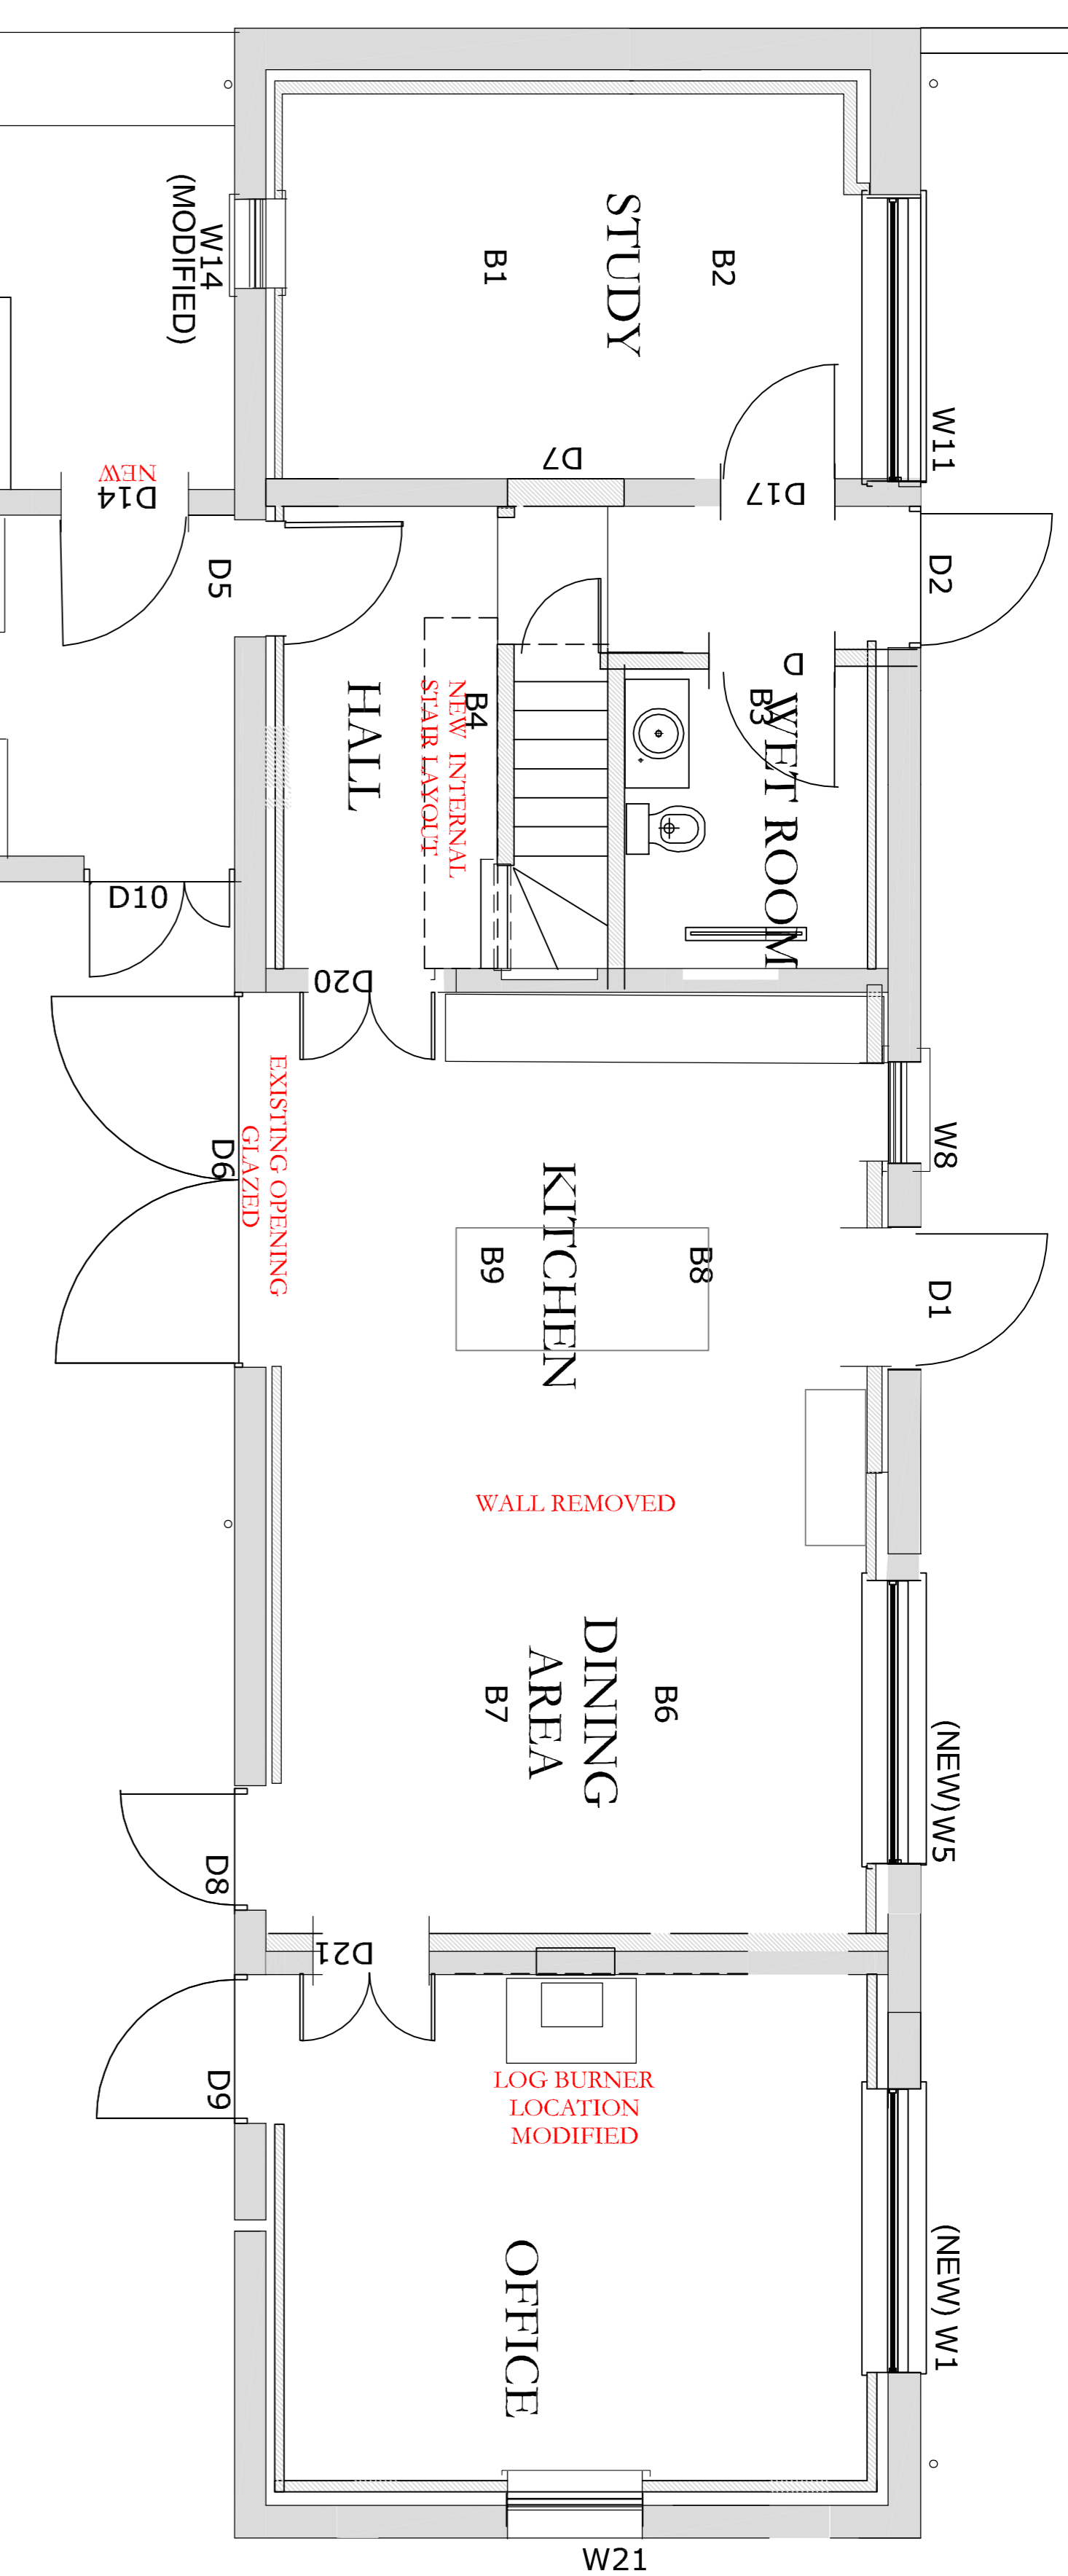 W14
(MODIFIED)
STUDY
B1
B2
W11
D7
D17
NEW
D14
D5
D2
HALL
B4
NEW INTERNAL
STAIR LAYOUT
D
B3
WET ROOM
D10
D20
EXISTING OPENING
GLAZED
D6
KITCHEN
B9
B8
W8
D1
WALL REMOVED
DINING
AREA
B7
B6
(NEW)W5
D8
D21
D9
LOG BURNER
LOCATION
MODIFIED
OFFICE
(NEW) W1
W21